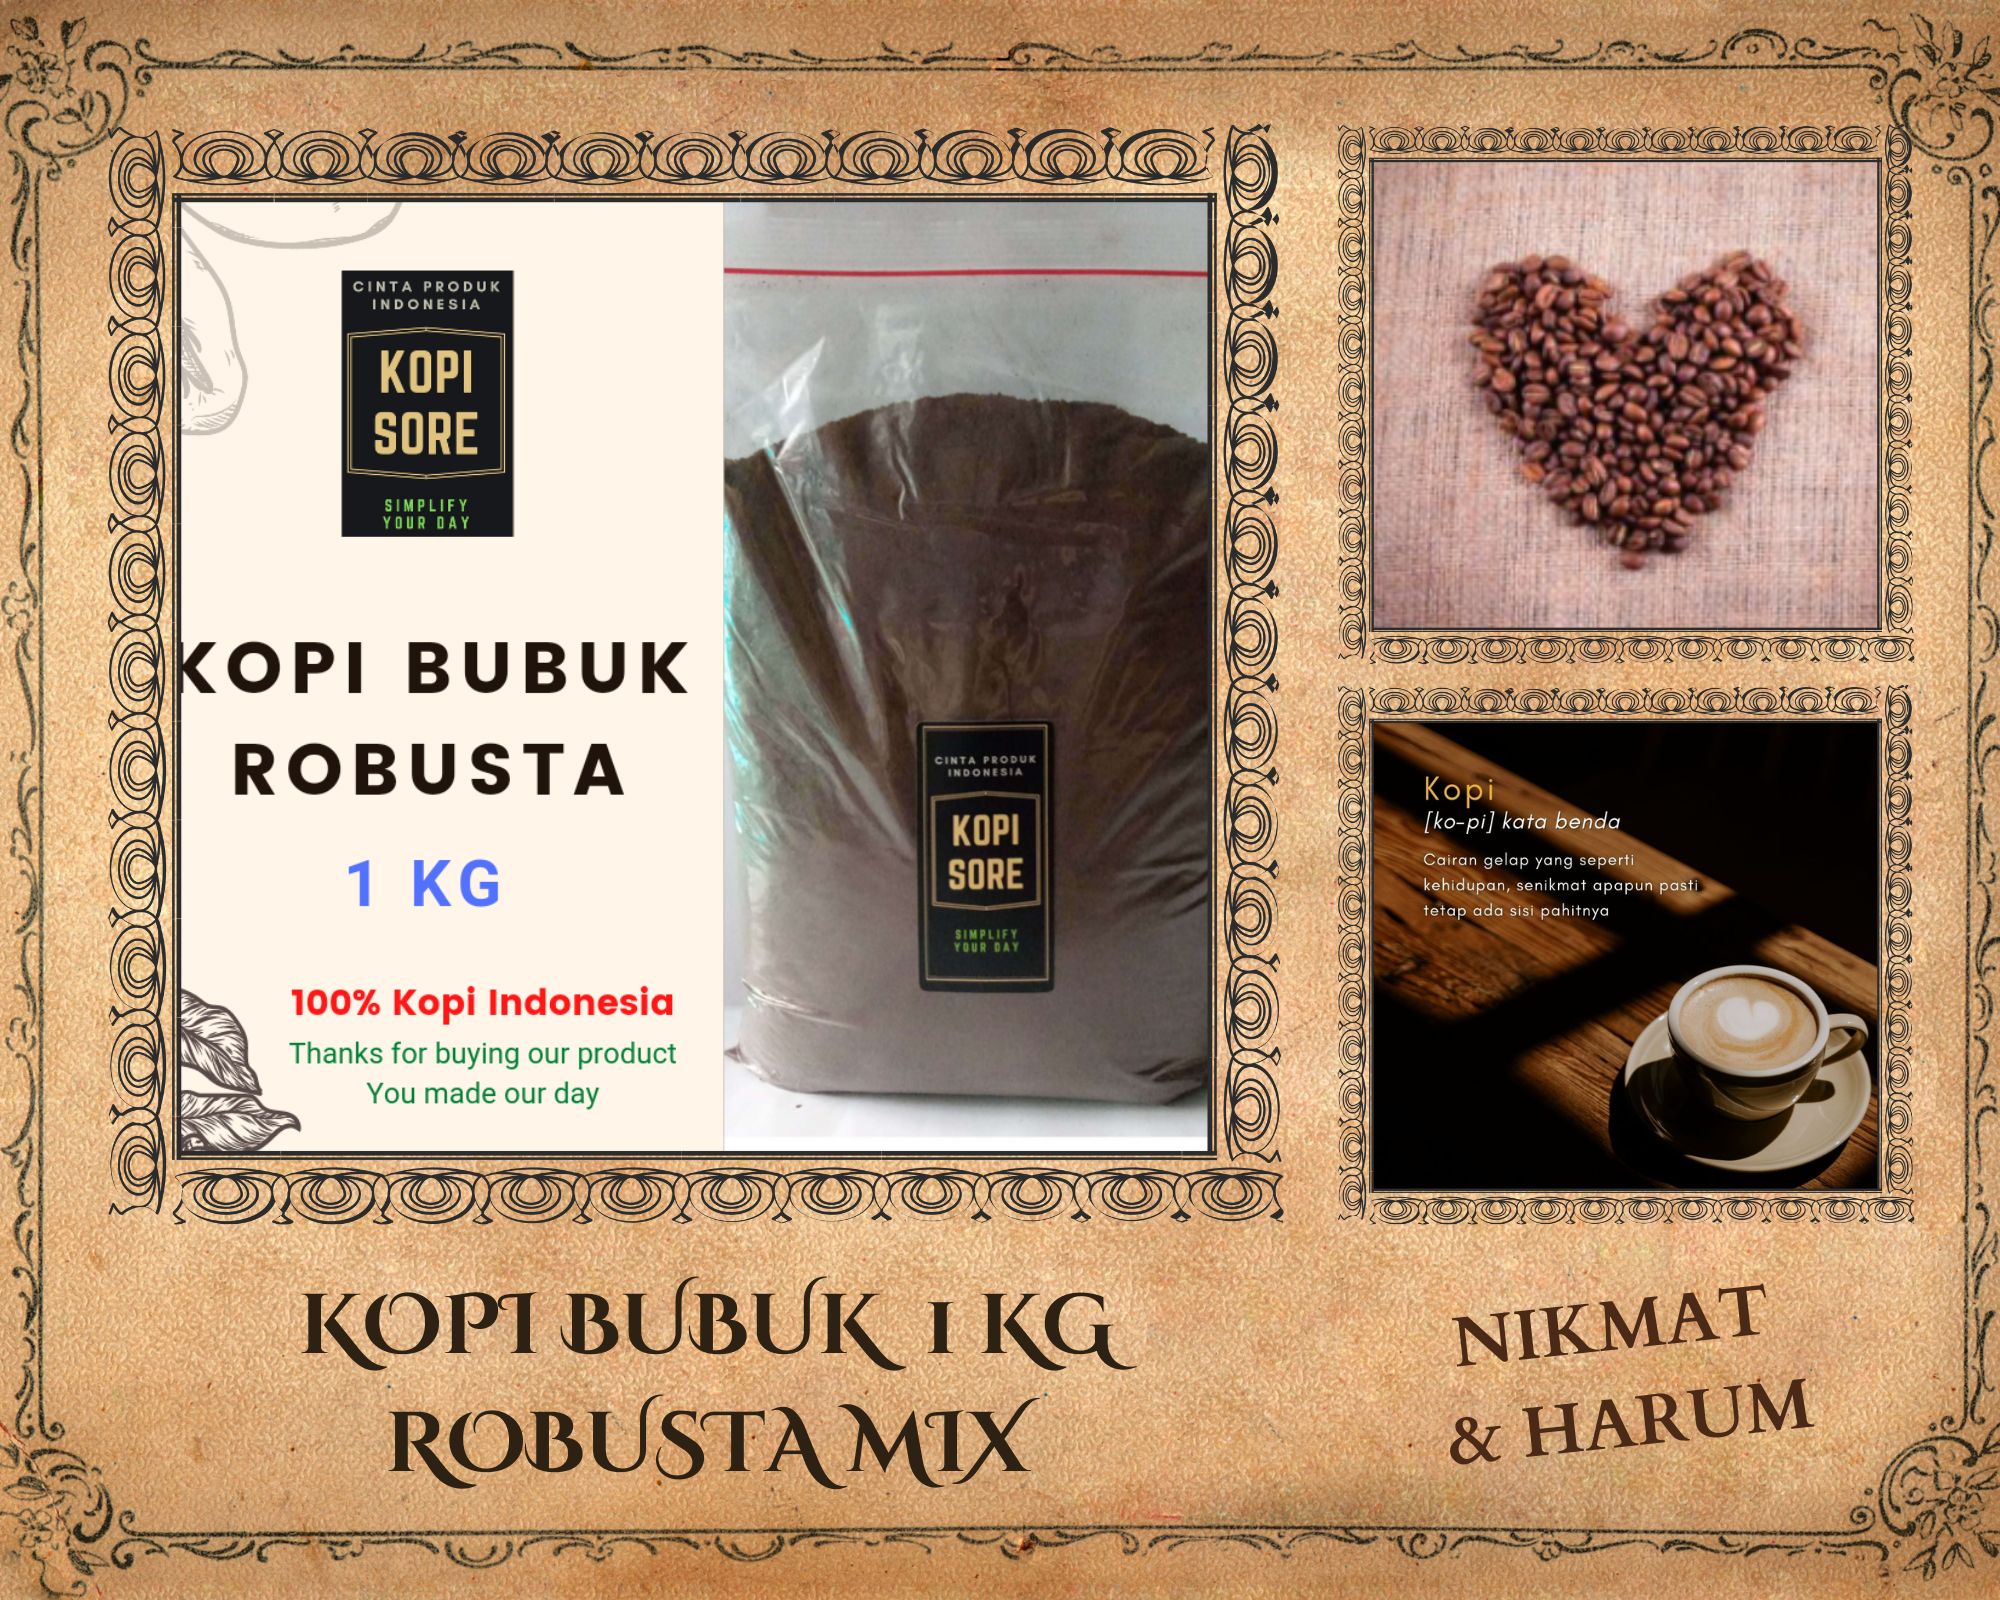 CINTA PRODUK
INDONESIA
KOPI
SORE
SIMPLIFY
YOUR DAY
KOPI BUBUK
ROBUSTA
1 KG
100% Kopi Indonesia
Thanks for buying our product
You made our day
CINTA PRODUK
INDONESIA
KOPI
SORE
SIMPLIFY
YOUR DAY
Kopi
[ko-pi] kata benda
Cairan gelap yang seperti
kehidupan, senikmat apapun pasti
tetap ada sisi pahitnya
KOPI BUBUK 1 KG
ROBUSTA MIX
NIKMAT
& HARUM